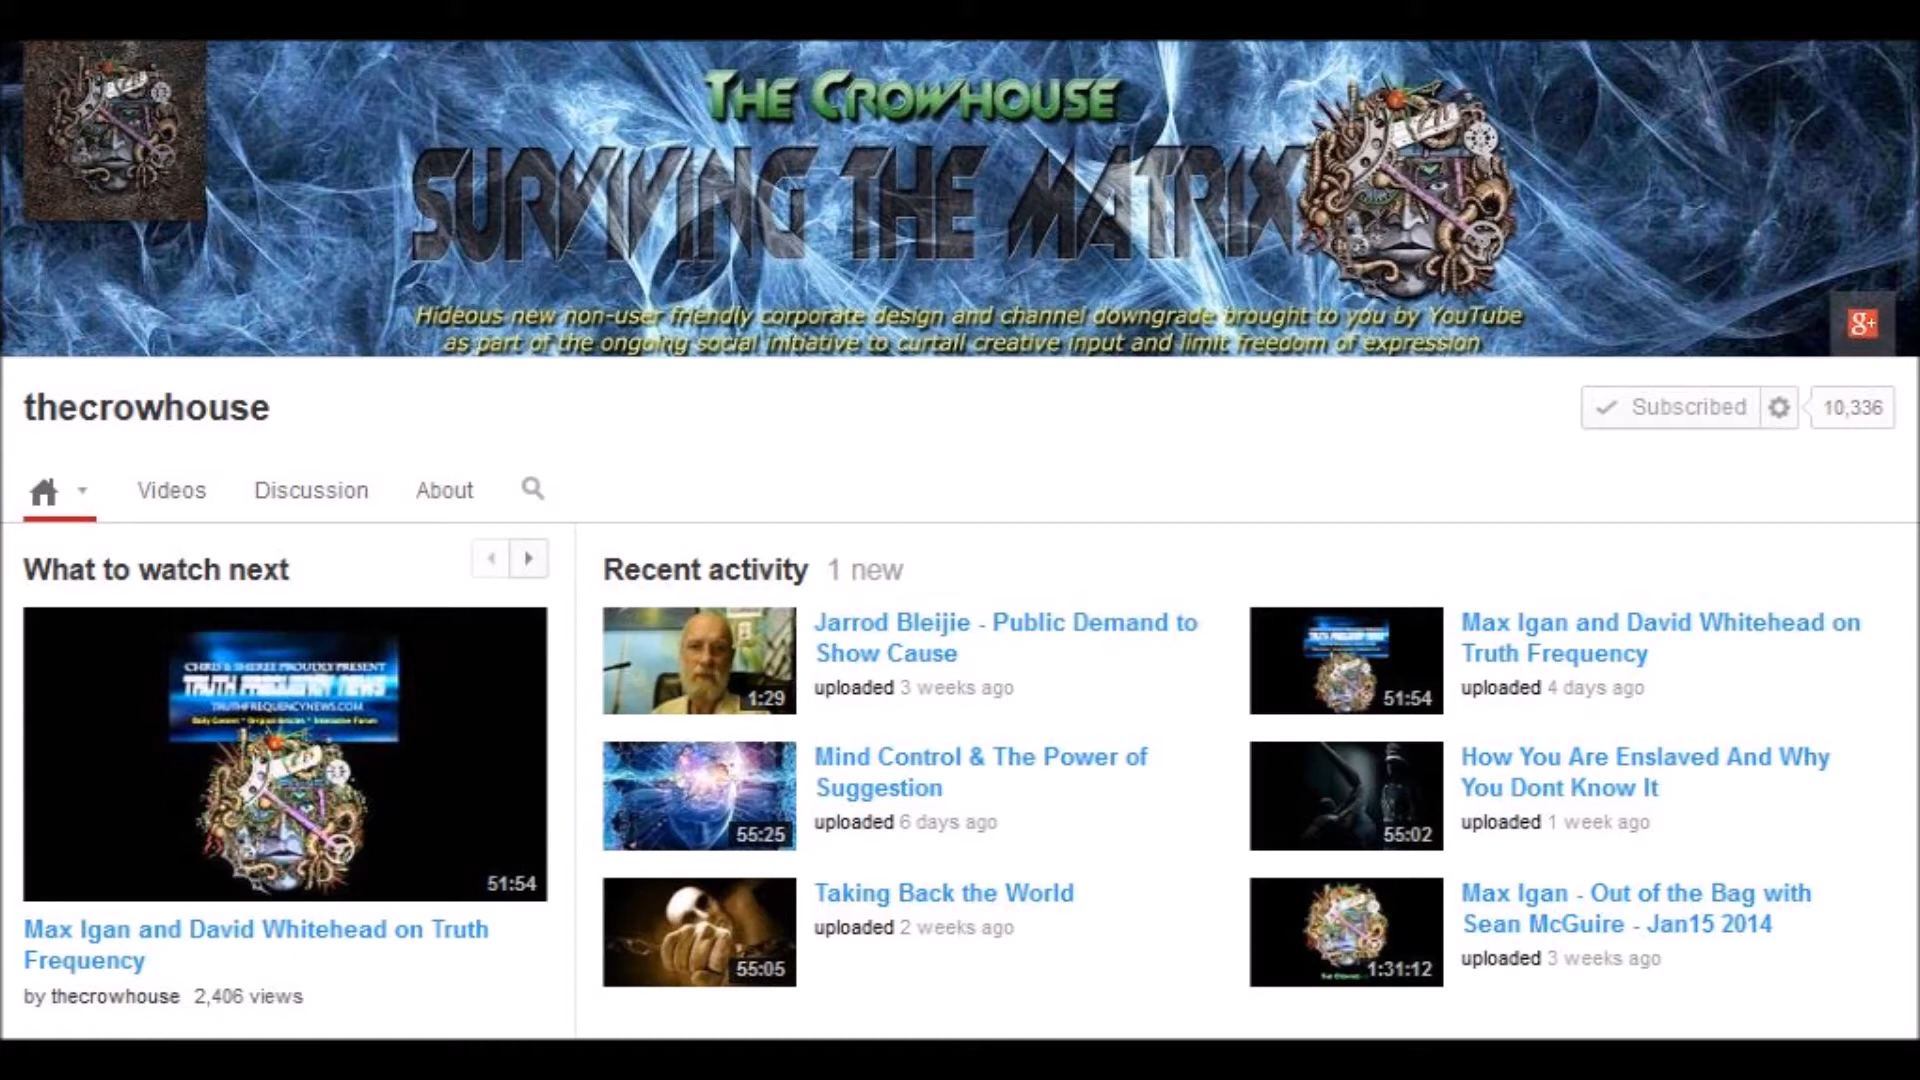 THE CROWHOUSE
SURVIVING THE MATRIX
Hideous new non-user friendly corporate design and channel downgrade brought to you by YouTube
as part of the ongoing social initiative to curtail creative input and limit freedom of expression
g+
thecrowhouse
Subscribed
10,336
Videos
Discussion
About
What to watch next
CHRIS & SHEREE PROUDLY PRESENT
TRUTH FREQUENCY NEWS
TRUTHFREQUENCYNEWS.COM
51:54
Max Igan and David Whitehead on Truth
Frequency
by thecrowhouse 2,406 views
Recent activity 1 new
1:29
Jarrod Bleijie - Public Demand to
Show Cause
uploaded 3 weeks ago
51:54
Max Igan and David Whitehead on
Truth Frequency
uploaded 4 days ago
55:25
Mind Control & The Power of
Suggestion
uploaded 6 days ago
55:02
How You Are Enslaved And Why
You Dont Know It
uploaded 1 week ago
55:05
Taking Back the World
uploaded 2 weeks ago
1:31:12
Max Igan - Out of the Bag with
Sean McGuire - Jan15 2014
uploaded 3 weeks ago